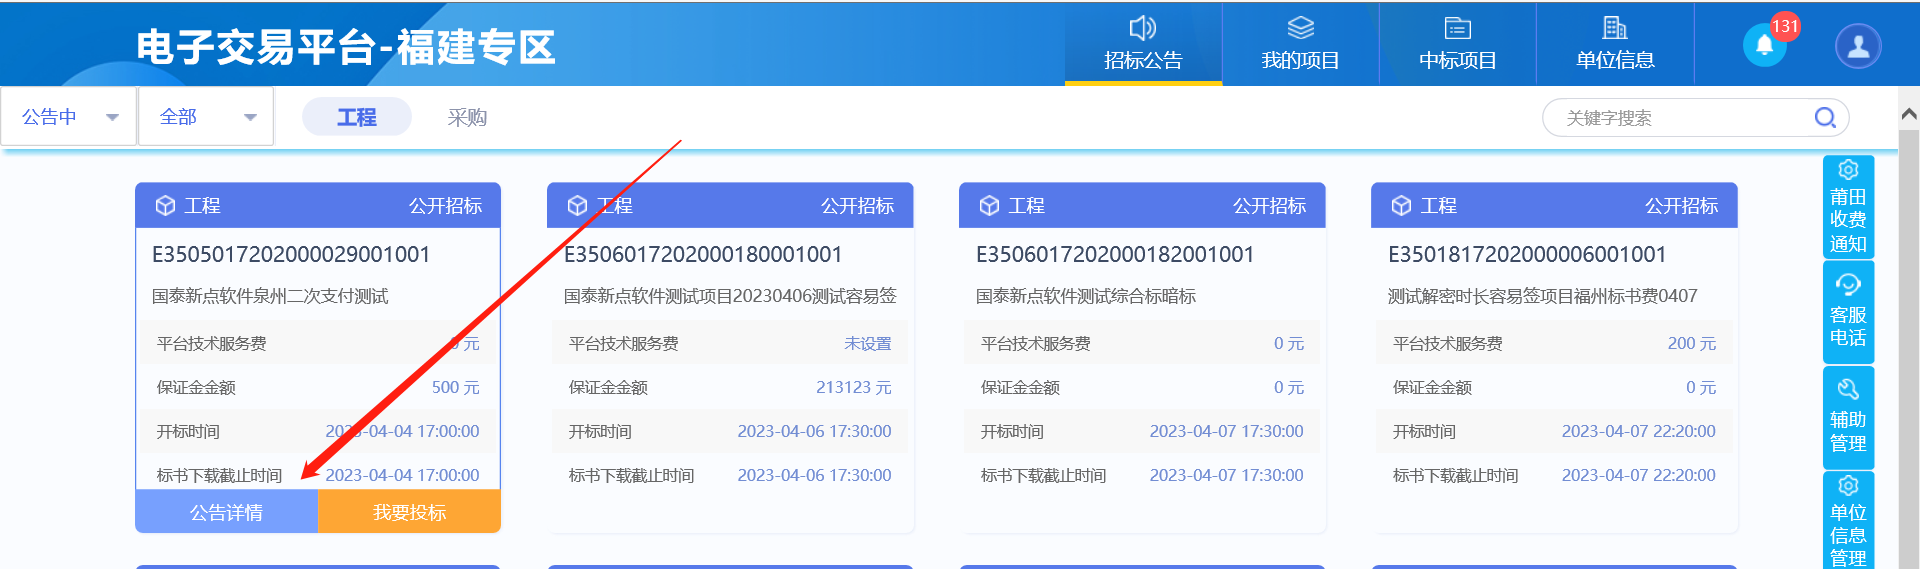 电子交易平台-福建专区
招标公告
我的项目
中标项目
单位信息
131
公告中
全部
工程
采购
关键字搜索
工程 公开招标
E3505017202000029001001
国泰新点软件泉州二次支付测试
平台技术服务费 元
保证金金额 500 元
开标时间 2023-04-04 17:00:00
标书下载截止时间 2023-04-04 17:00:00
公告详情 我要投标
工程 公开招标
E3506017202000180001001
国泰新点软件测试项目20230406测试容易签
平台技术服务费 未设置
保证金金额 213123 元
开标时间 2023-04-06 17:30:00
标书下载截止时间 2023-04-06 17:30:00
工程 公开招标
E3506017202000182001001
国泰新点软件测试综合标暗标
平台技术服务费 0 元
保证金金额 0 元
开标时间 2023-04-07 17:30:00
标书下载截止时间 2023-04-07 17:30:00
工程 公开招标
E3501817202000006001001
测试解密时长容易签项目福州标书费0407
平台技术服务费 200 元
保证金金额 0 元
开标时间 2023-04-07 22:20:00
标书下载截止时间 2023-04-07 22:20:00
莆田
收费
通知
客服
电话
辅助
管理
单位
信息
管理